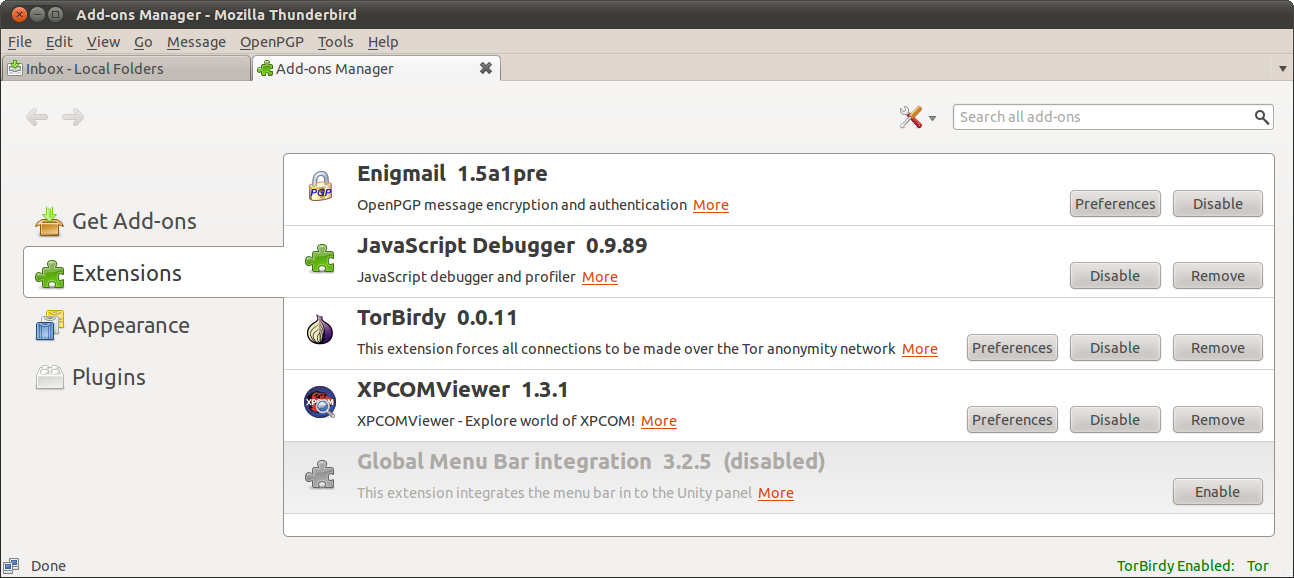 Add-ons Manager - Mozilla Thunderbird
File Edit View Go Message OpenPGP Tools Help
Inbox - Local Folders Add-ons Manager
Search all add-ons
Get Add-ons
Extensions
Appearance
Plugins
Enigmail 1.5a1pre
OpenPGP message encryption and authentication More Preferences Disable
JavaScript Debugger 0.9.89
JavaScript debugger and profiler More Disable Remove
TorBirdy 0.0.11
This extension forces all connections to be made over the Tor anonymity network More Preferences Disable Remove
XPCOMViewer 1.3.1
XPCOMViewer - Explore world of XPCOM! More Preferences Disable Remove
Global Menu Bar integration 3.2.5 (disabled)
This extension integrates the menu bar in to the Unity panel More Enable
PGP
XPCOM
Done TorBirdy Enabled: Tor